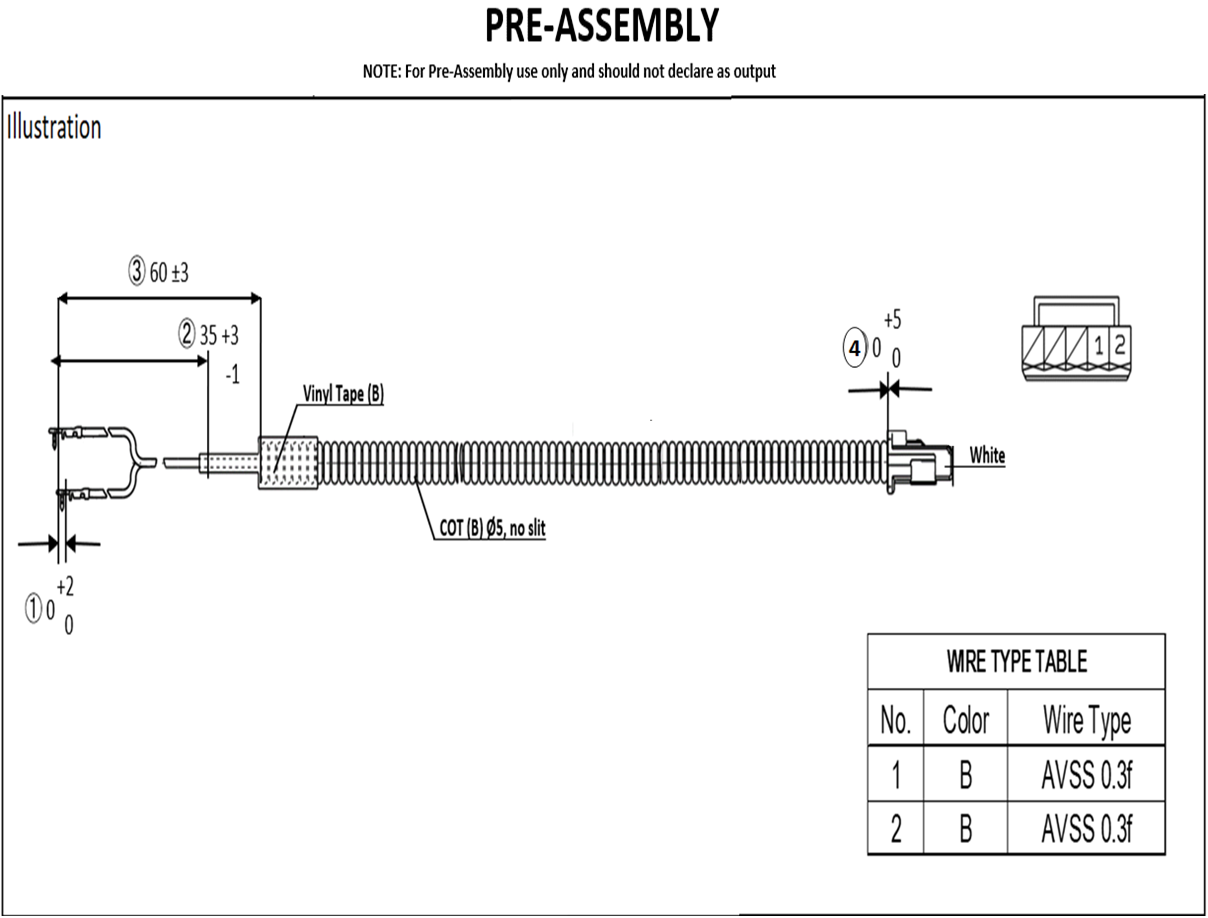 PRE-ASSEMBLY
NOTE: For Pre-Assembly use only and should not declare as output
Illustration
③ 60 ±3
② 35 +3
-1
Vinyl Tape (B)
+5
④ 0
0
1 2
White
COT (B) Ø5, no slit
+2
① 0
0
WIRE TYPE TABLE
No. Color Wire Type
1 B AVSS 0.3f
2 B AVSS 0.3f